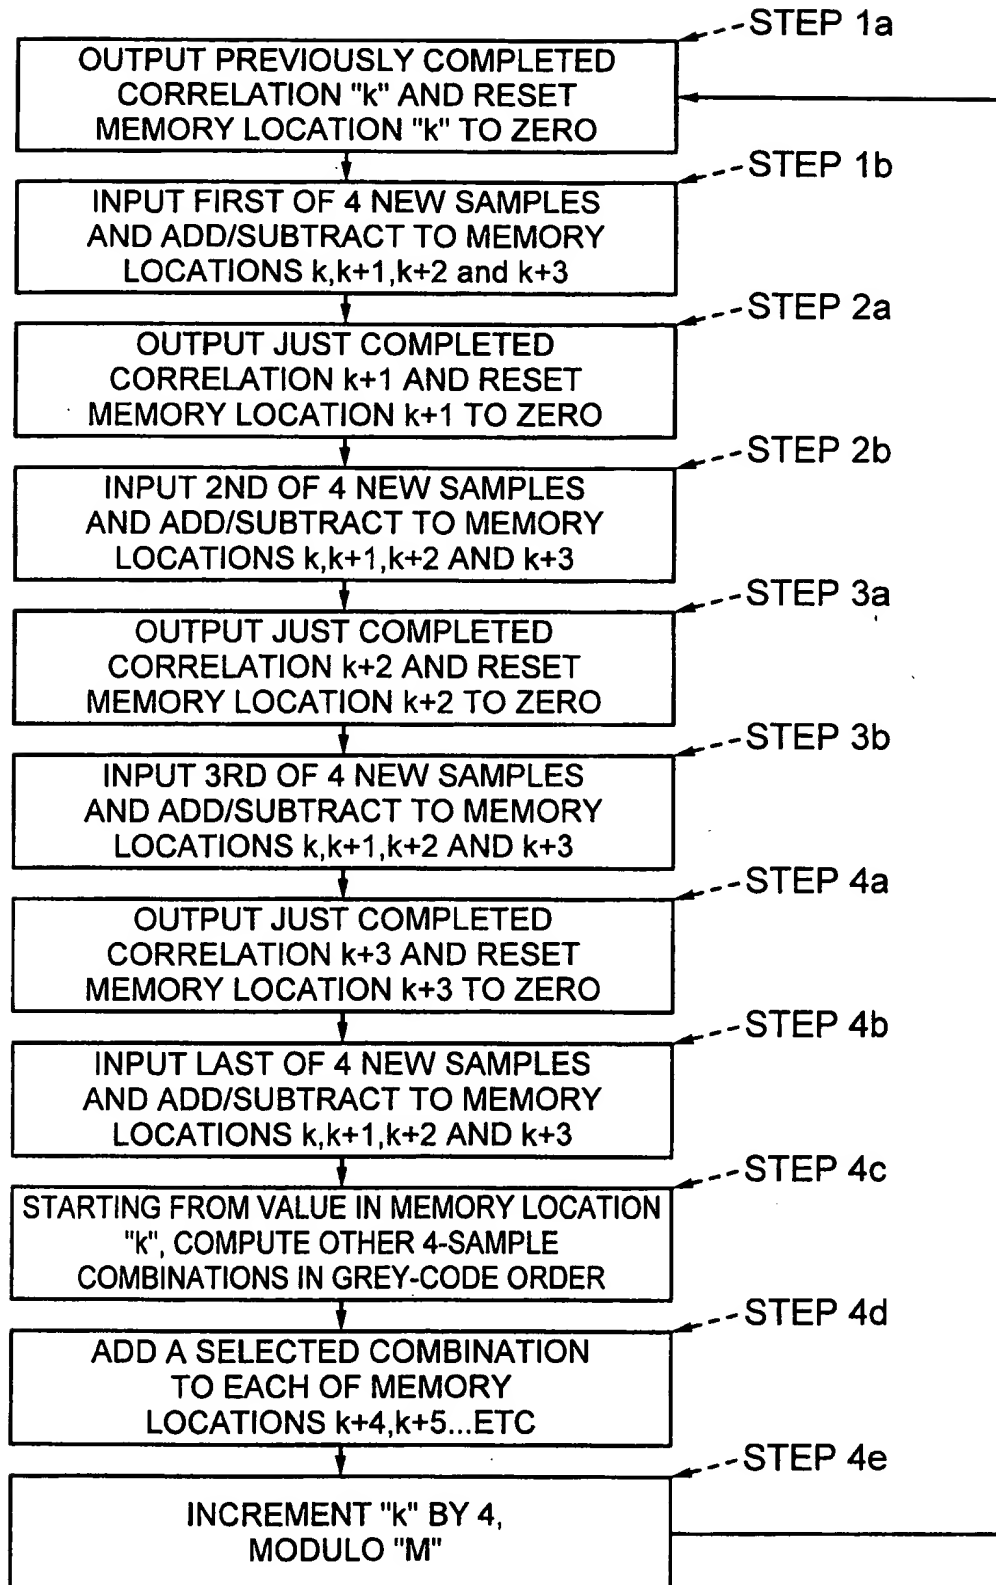 STEP 1a
OUTPUT PREVIOUSLY COMPLETED
CORRELATION "k" AND RESET
MEMORY LOCATION "k" TO ZERO
STEP 1b
INPUT FIRST OF 4 NEW SAMPLES
AND ADD/SUBTRACT TO MEMORY
LOCATIONS k,k+1,k+2 and k+3
STEP 2a
OUTPUT JUST COMPLETED
CORRELATION k+1 AND RESET
MEMORY LOCATION k+1 TO ZERO
STEP 2b
INPUT 2ND OF 4 NEW SAMPLES
AND ADD/SUBTRACT TO MEMORY
LOCATIONS k,k+1,k+2 AND k+3
STEP 3a
OUTPUT JUST COMPLETED
CORRELATION k+2 AND RESET
MEMORY LOCATION k+2 TO ZERO
STEP 3b
INPUT 3RD OF 4 NEW SAMPLES
AND ADD/SUBTRACT TO MEMORY
LOCATIONS k,k+1,k+2 AND k+3
STEP 4a
OUTPUT JUST COMPLETED
CORRELATION k+3 AND RESET
MEMORY LOCATION k+3 TO ZERO
STEP 4b
INPUT LAST OF 4 NEW SAMPLES
AND ADD/SUBTRACT TO MEMORY
LOCATIONS k,k+1,k+2 AND k+3
STEP 4c
STARTING FROM VALUE IN MEMORY LOCATION
"k", COMPUTE OTHER 4-SAMPLE
COMBINATIONS IN GREY-CODE ORDER
STEP 4d
ADD A SELECTED COMBINATION
TO EACH OF MEMORY
LOCATIONS k+4,k+5...ETC
STEP 4e
INCREMENT "k" BY 4,
MODULO "M"